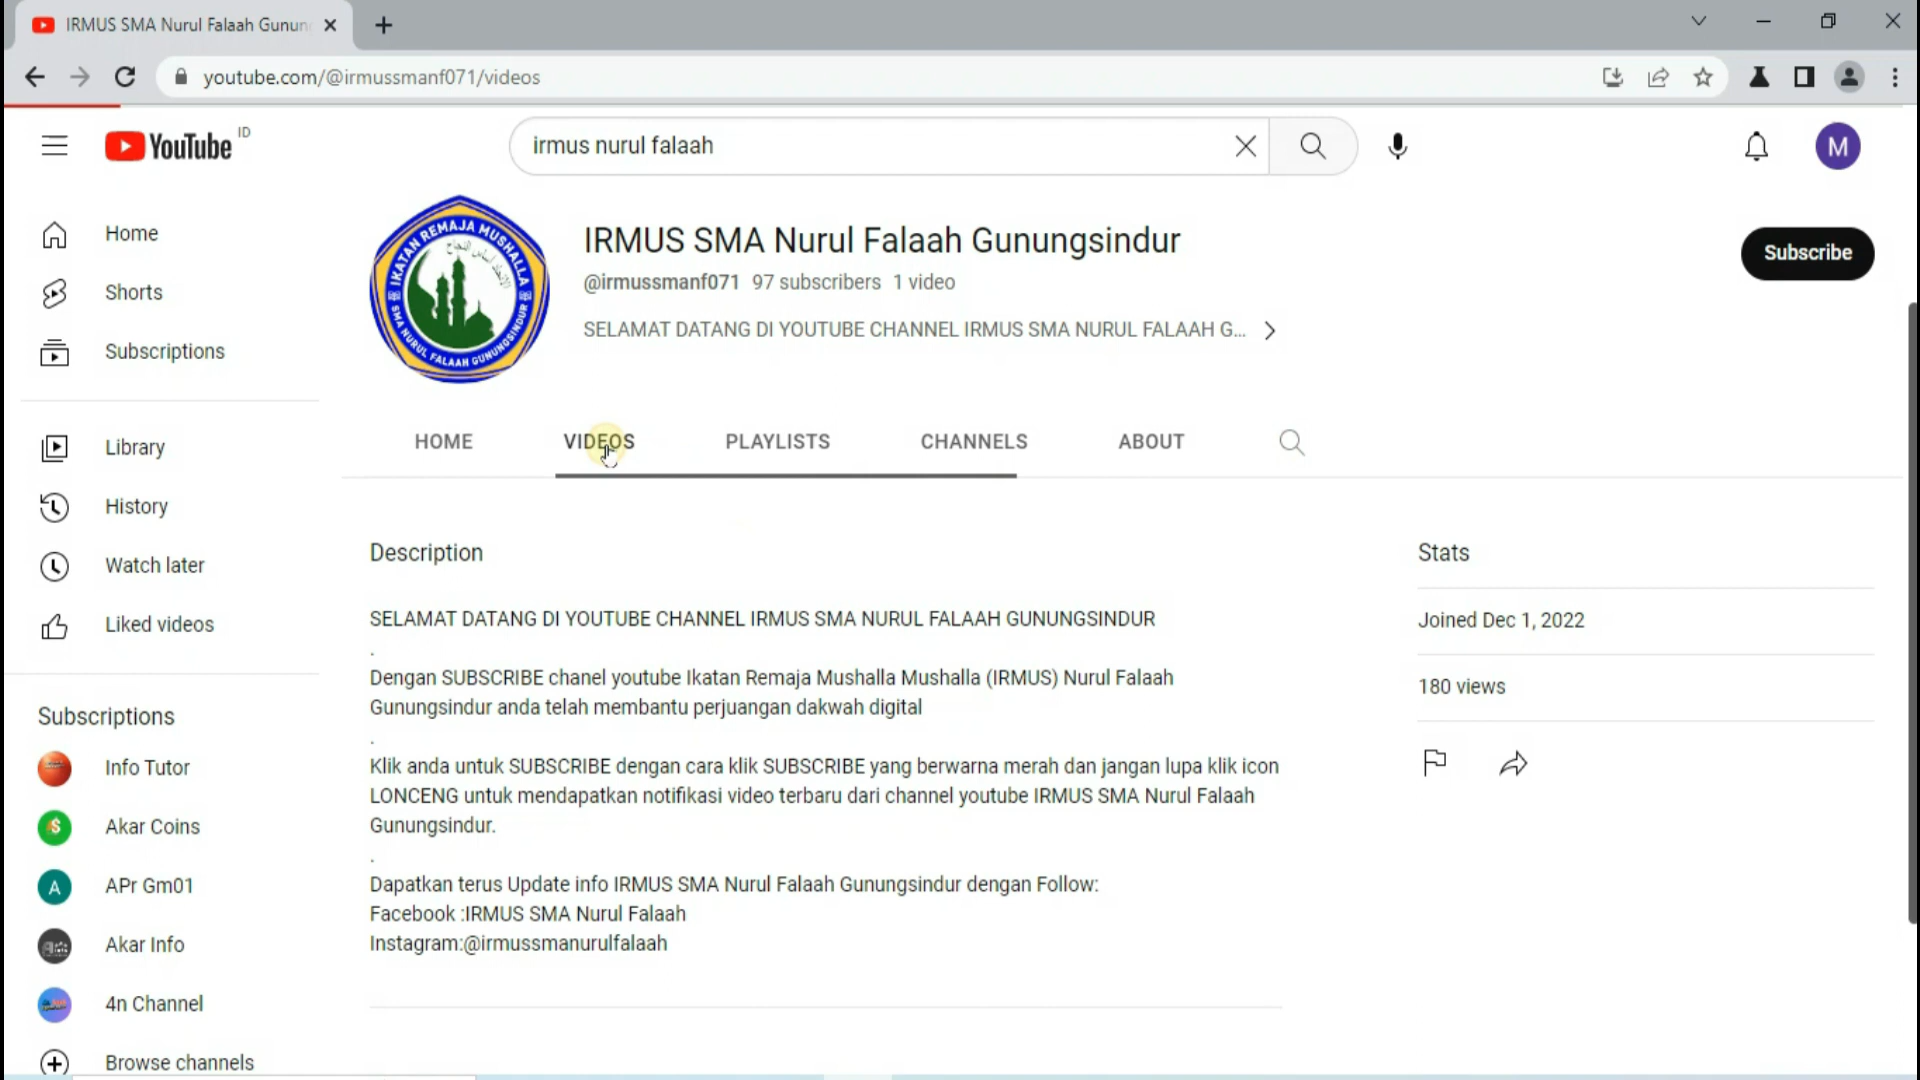 IRMUS SMA Nurul Falaah Gunun
youtube.com/@irmussmanf071/videos
YouTube ID
irmus nurul falaah
M
Home
Shorts
Subscriptions
Library
History
Watch later
Liked videos
Subscriptions
Info Tutor
Akar Coins
A
APr Gm01
Akar Info
4n Channel
Browse channels
IKATAN REMAJA MUSHALLA
SMA NURUL FALAAH GUNUNGSINDUR
IRMUS SMA Nurul Falaah Gunungsindur
@irmussmanf071 97 subscribers 1 video
SELAMAT DATANG DI YOUTUBE CHANNEL IRMUS SMA NURUL FALAAH G...
Subscribe
HOME VIDEOS PLAYLISTS CHANNELS ABOUT
Description
SELAMAT DATANG DI YOUTUBE CHANNEL IRMUS SMA NURUL FALAAH GUNUNGSINDUR
.
Dengan SUBSCRIBE chanel youtube Ikatan Remaja Mushalla Mushalla (IRMUS) Nurul Falaah
Gunungsindur anda telah membantu perjuangan dakwah digital
.
Klik anda untuk SUBSCRIBE dengan cara klik SUBSCRIBE yang berwarna merah dan jangan lupa klik icon
LONCENG untuk mendapatkan notifikasi video terbaru dari channel youtube IRMUS SMA Nurul Falaah
Gunungsindur.
.
Dapatkan terus Update info IRMUS SMA Nurul Falaah Gunungsindur dengan Follow:
Facebook :IRMUS SMA Nurul Falaah
Instagram:@irmussmanurulfalaah
Stats
Joined Dec 1, 2022
180 views